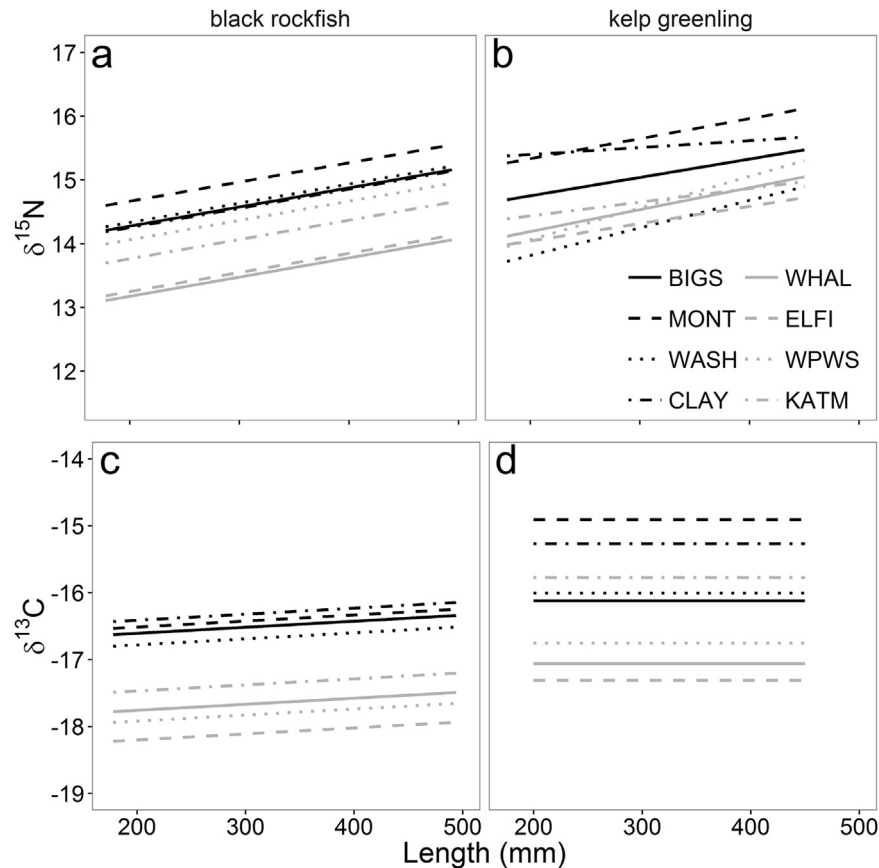 black rockfish
kelp greenling
a
b
17
16
15
14
13
12
δ15N
BIGS WHAL
MONT ELFI
WASH WPWS
CLAY KATM
c
d
-14
-15
-16
-17
-18
-19
δ13C
200 300 400 500 200 300 400 500
Length (mm)